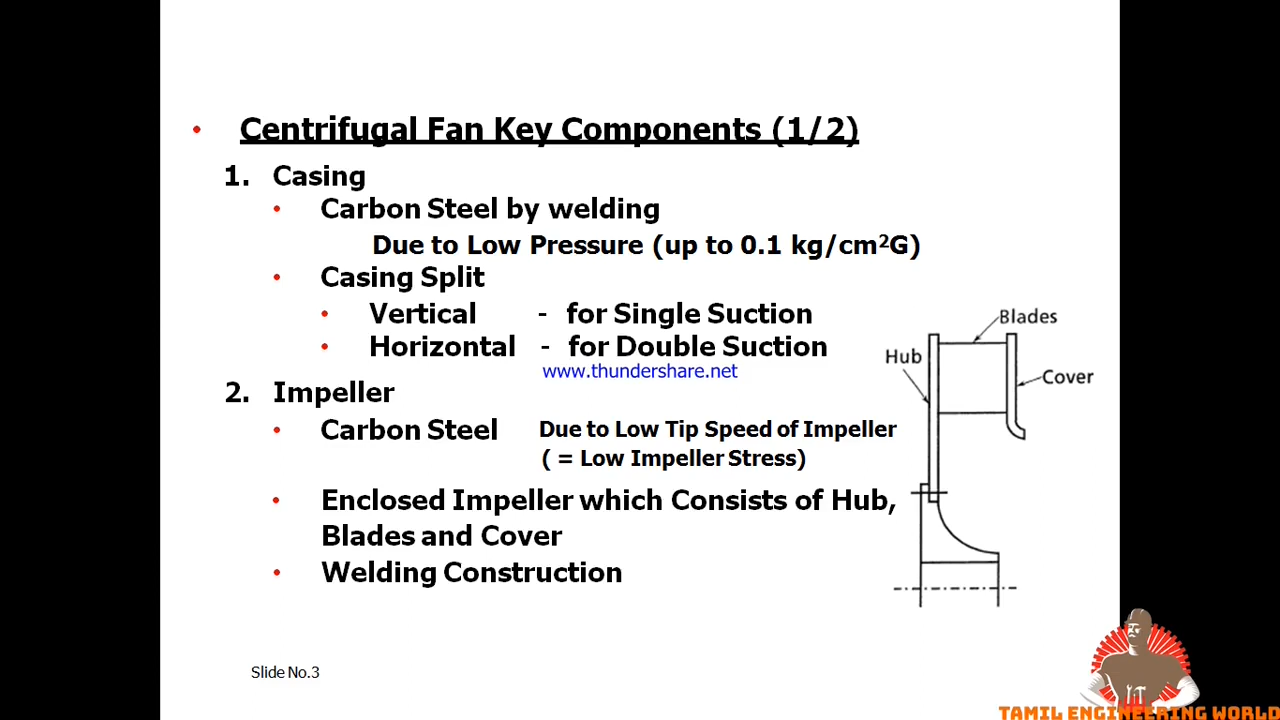 • Centrifugal Fan Key Components (1/2)
1. Casing
• Carbon Steel by welding
Due to Low Pressure (up to 0.1 kg/cm²G)
• Casing Split
• Vertical - for Single Suction
• Horizontal - for Double Suction
www.thundershare.net
2. Impeller
• Carbon Steel Due to Low Tip Speed of Impeller
( = Low Impeller Stress)
• Enclosed Impeller which Consists of Hub,
Blades and Cover
• Welding Construction
Blades
Hub
Cover
Slide No.3
TAMIL ENGINEERING WORLD